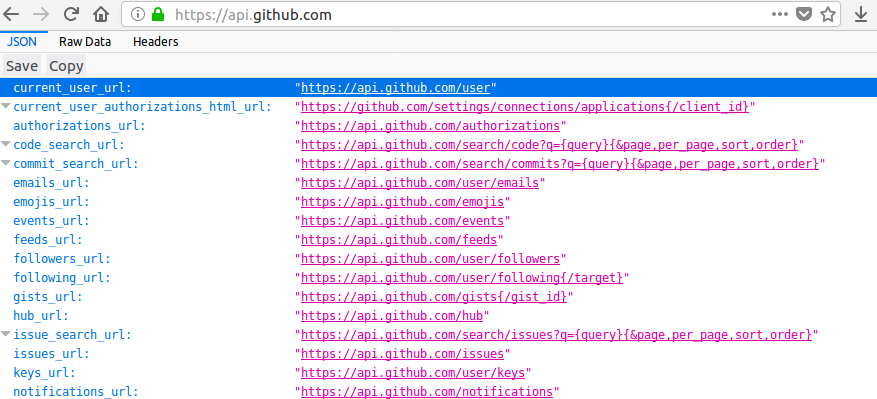 https://api.github.com
JSON Raw Data Headers
Save Copy
current_user_url: "https://api.github.com/user"
current_user_authorizations_html_url: "https://github.com/settings/connections/applications{/client_id}"
authorizations_url: "https://api.github.com/authorizations"
code_search_url: "https://api.github.com/search/code?q={query}{&page,per_page,sort,order}"
commit_search_url: "https://api.github.com/search/commits?q={query}{&page,per_page,sort,order}"
emails_url: "https://api.github.com/user/emails"
emojis_url: "https://api.github.com/emojis"
events_url: "https://api.github.com/events"
feeds_url: "https://api.github.com/feeds"
followers_url: "https://api.github.com/user/followers"
following_url: "https://api.github.com/user/following{/target}"
gists_url: "https://api.github.com/gists{/gist_id}"
hub_url: "https://api.github.com/hub"
issue_search_url: "https://api.github.com/search/issues?q={query}{&page,per_page,sort,order}"
issues_url: "https://api.github.com/issues"
keys_url: "https://api.github.com/user/keys"
notifications_url: "https://api.github.com/notifications"